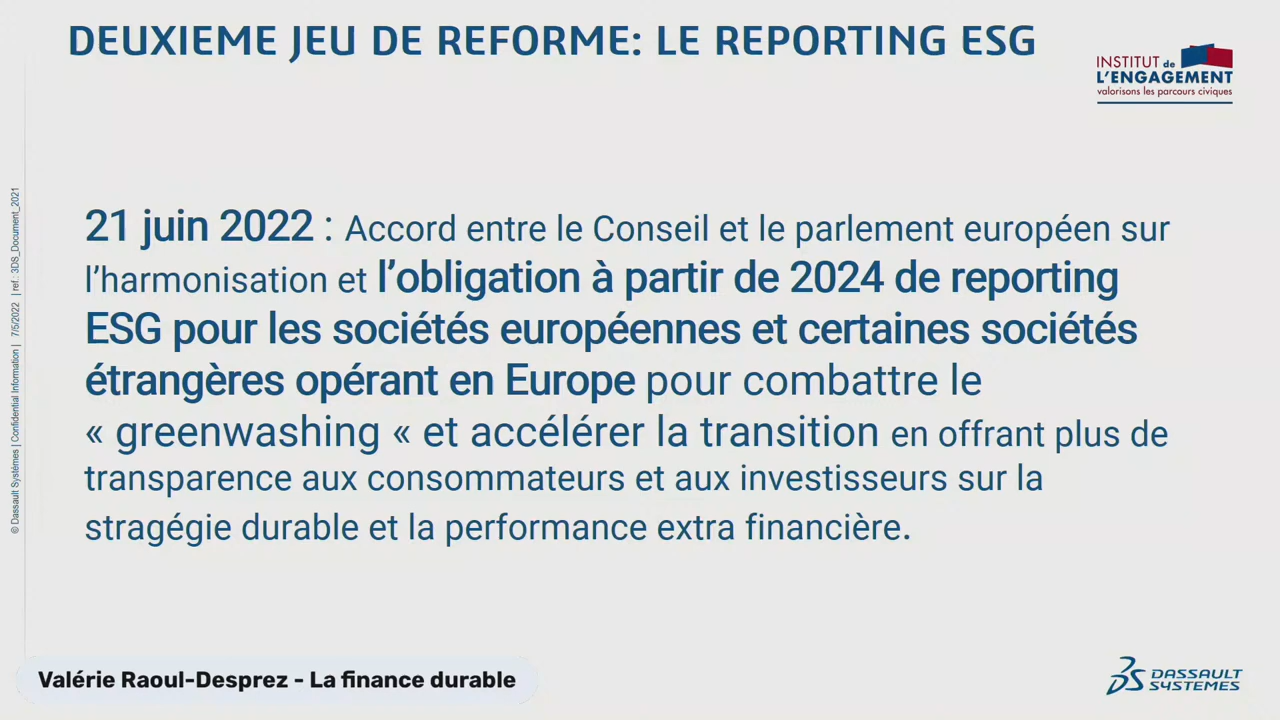 DEUXIEME JEU DE REFORME: LE REPORTING ESG
INSTITUT de
L'ENGAGEMENT
valorisons les parcours civiques
21 juin 2022 : Accord entre le Conseil et le parlement européen sur
l’harmonisation et l’obligation à partir de 2024 de reporting
ESG pour les sociétés européennes et certaines sociétés
étrangères opérant en Europe pour combattre le
« greenwashing « et accélérer la transition en offrant plus de
transparence aux consommateurs et aux investisseurs sur la
stragégie durable et la performance extra financière.
© Dassault Systèmes | Confidential Information | 7/5/2022 | ref.: 3DS_Document_2021
Valérie Raoul-Desprez - La finance durable
DASSAULT
SYSTEMES